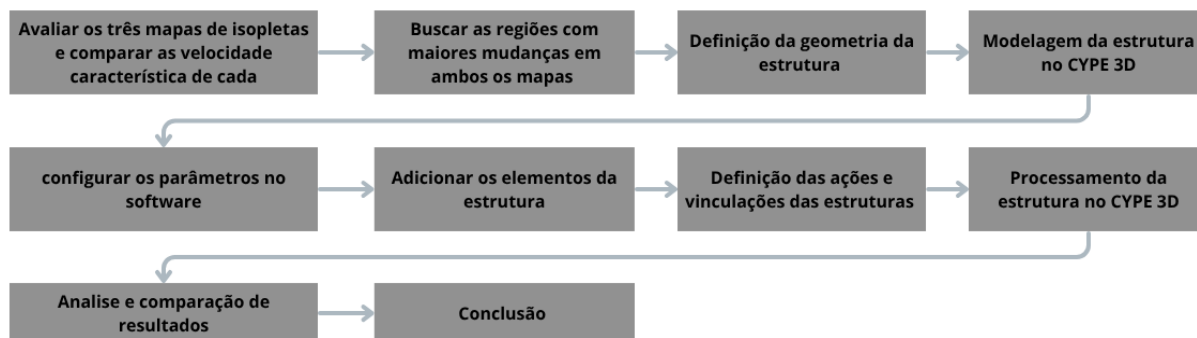 Avaliar os três mapas de isopletas
e comparar as velocidade
característica de cada
Buscar as regiões com
maiores mudanças em
ambos os mapas
Definição da geometria da
estrutura
Modelagem da estrutura
no CYPE 3D
configurar os parâmetros no
software
Adicionar os elementos da
estrutura
Definição das ações e
vinculações das estruturas
Processamento da
estrutura no CYPE 3D
Analise e comparação de
resultados
Conclusão